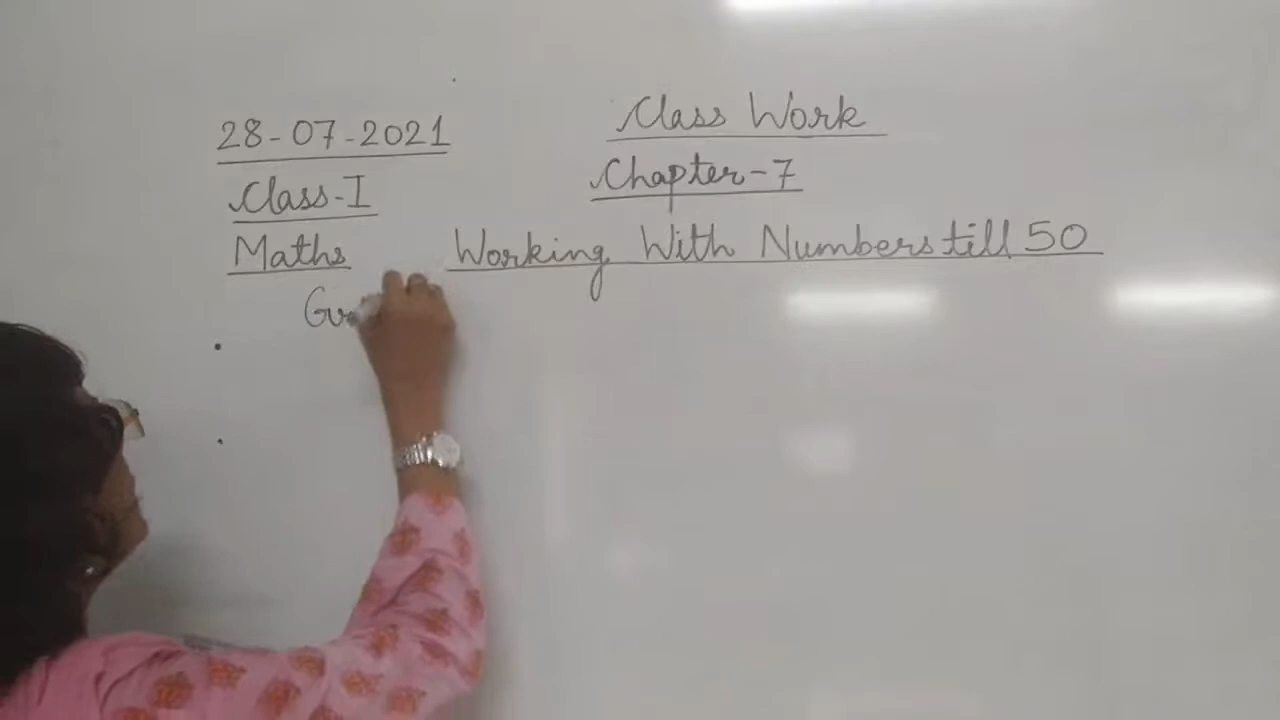 28-07-2021 Class Work
Class-I Chapter-7
Maths Working With Numbers till 50